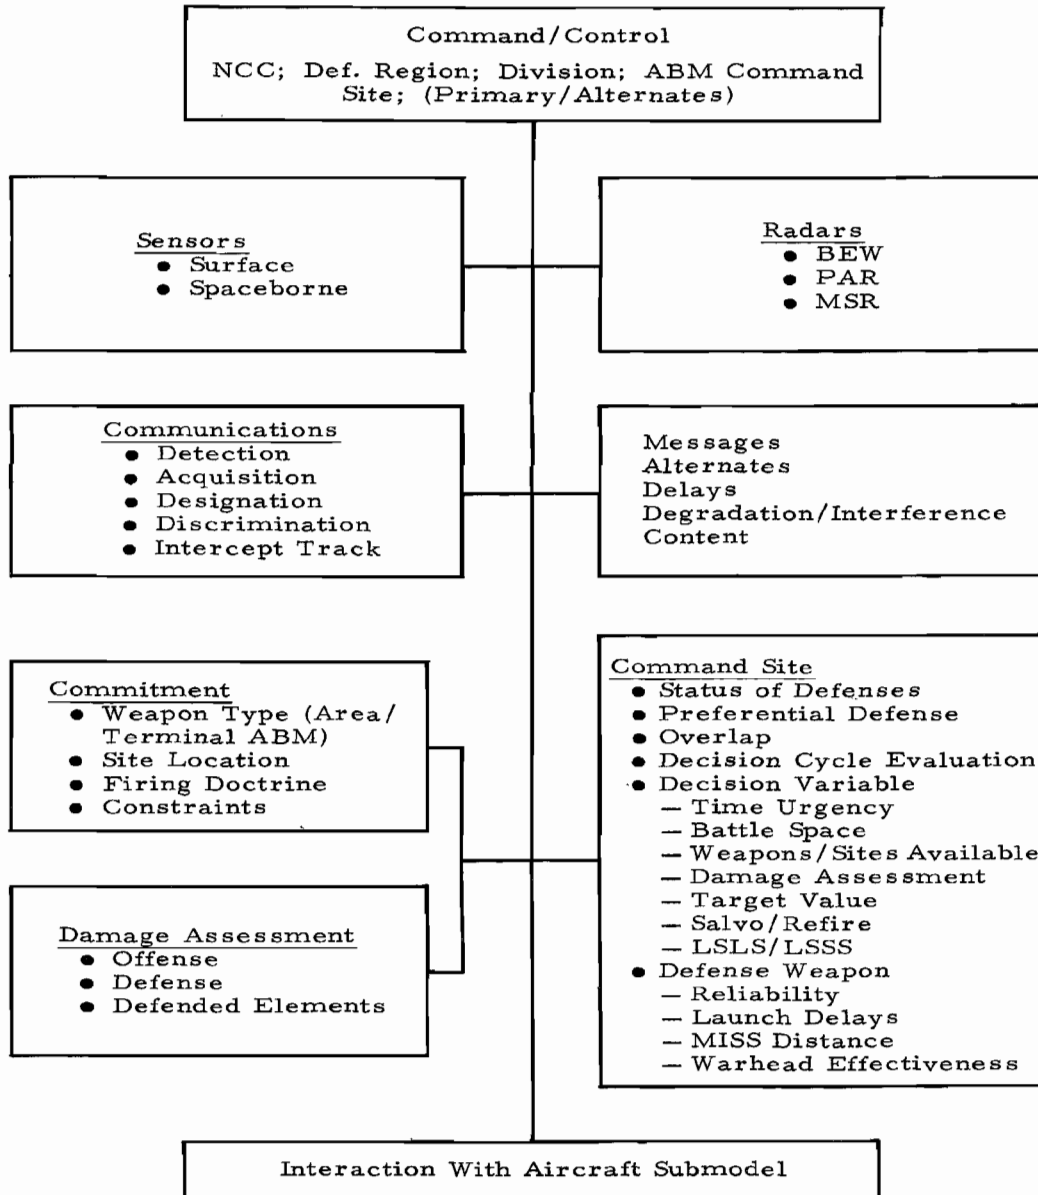 Command/Control
NCC; Def. Region; Division; ABM Command
Site; (Primary/Alternates)
Sensors
● Surface
● Spaceborne
Radars
● BEW
● PAR
● MSR
Communications
● Detection
● Acquisition
● Designation
● Discrimination
● Intercept Track
Messages
Alternates
Delays
Degradation/Interference
Content
Commitment
● Weapon Type (Area/
Terminal ABM)
● Site Location
● Firing Doctrine
● Constraints
Damage Assessment
● Offense
● Defense
● Defended Elements
Command Site
● Status of Defenses
● Preferential Defense
● Overlap
● Decision Cycle Evaluation
● Decision Variable
— Time Urgency
— Battle Space
— Weapons/Sites Available
— Damage Assessment
— Target Value
— Salvo/Refire
— LSLS/LSSS
● Defense Weapon
— Reliability
— Launch Delays
— MISS Distance
— Warhead Effectiveness
Interaction With Aircraft Submodel